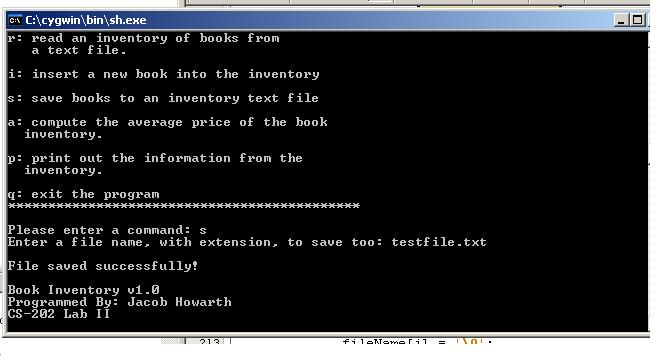 C:\cygwin\bin\sh.exe
r: read an inventory of books from
a text file.
i: insert a new book into the inventory
s: save books to an inventory text file
a: compute the average price of the book
inventory.
p: print out the information from the
inventory.
q: exit the program
********************************************
Please enter a command: s
Enter a file name, with extension, to save too: testfile.txt
File saved successfully!
Book Inventory v1.0
Programmed By: Jacob Howarth
CS-202 Lab II
213 fileName[i] = '\0';